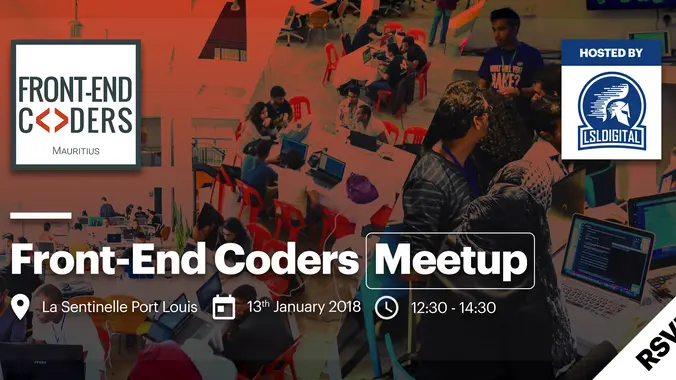 FRONT-END
C<>DERS
MAURITIUS
HOSTED BY
LSLDIGITAL
Front-End Coders Meetup
La Sentinelle Port Louis
13th January 2018
12:30 - 14:30